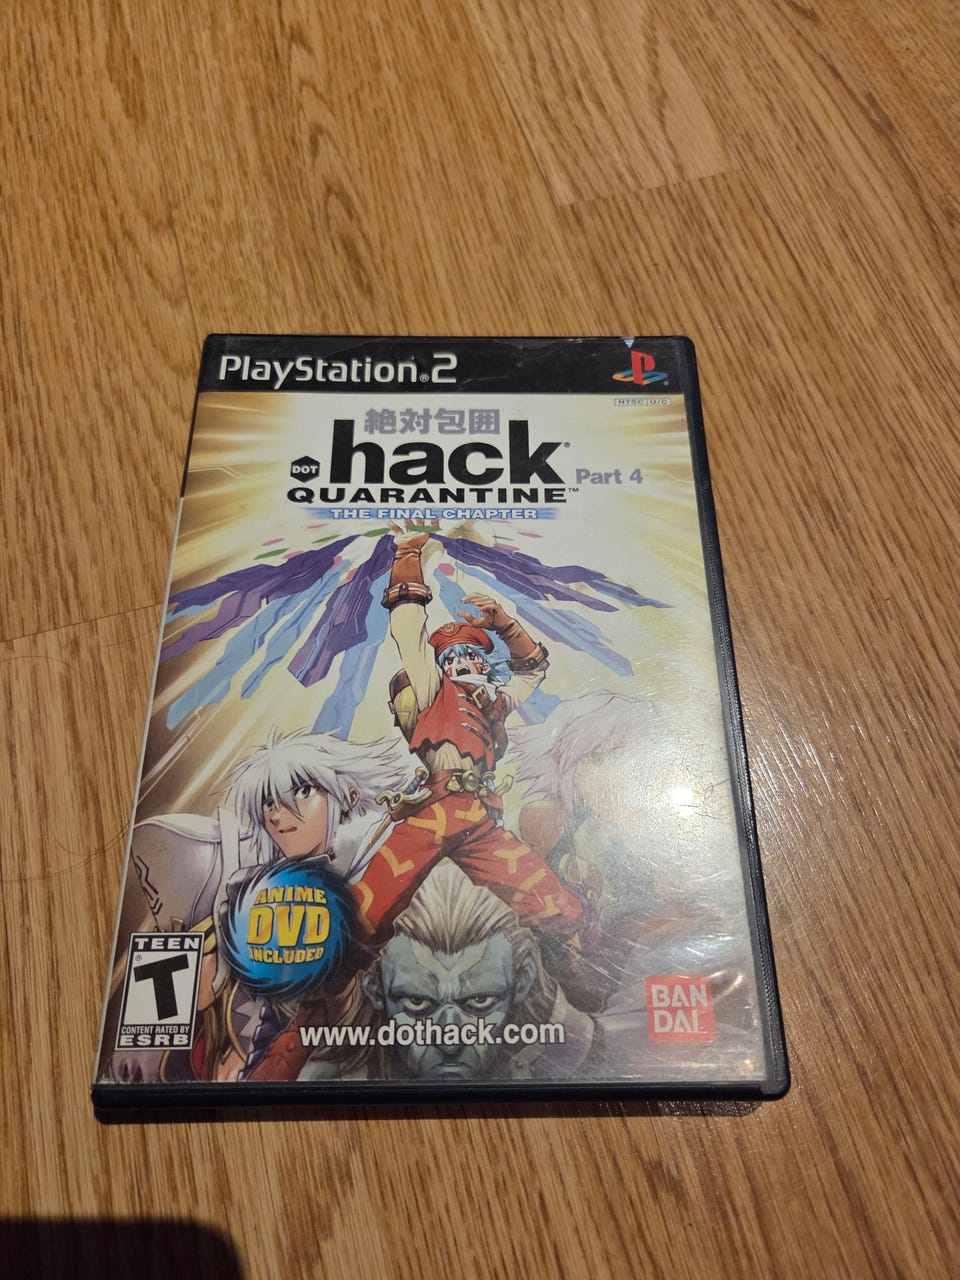 PlayStation®2
NTSC U/C
絶対包囲
DOT
.hack®
Part 4
QUARANTINE™
THE FINAL CHAPTER
ANIME
DVD
INCLUDED
TEEN
T
®
CONTENT RATED BY
ESRB
www.dothack.com
BAN
DAI